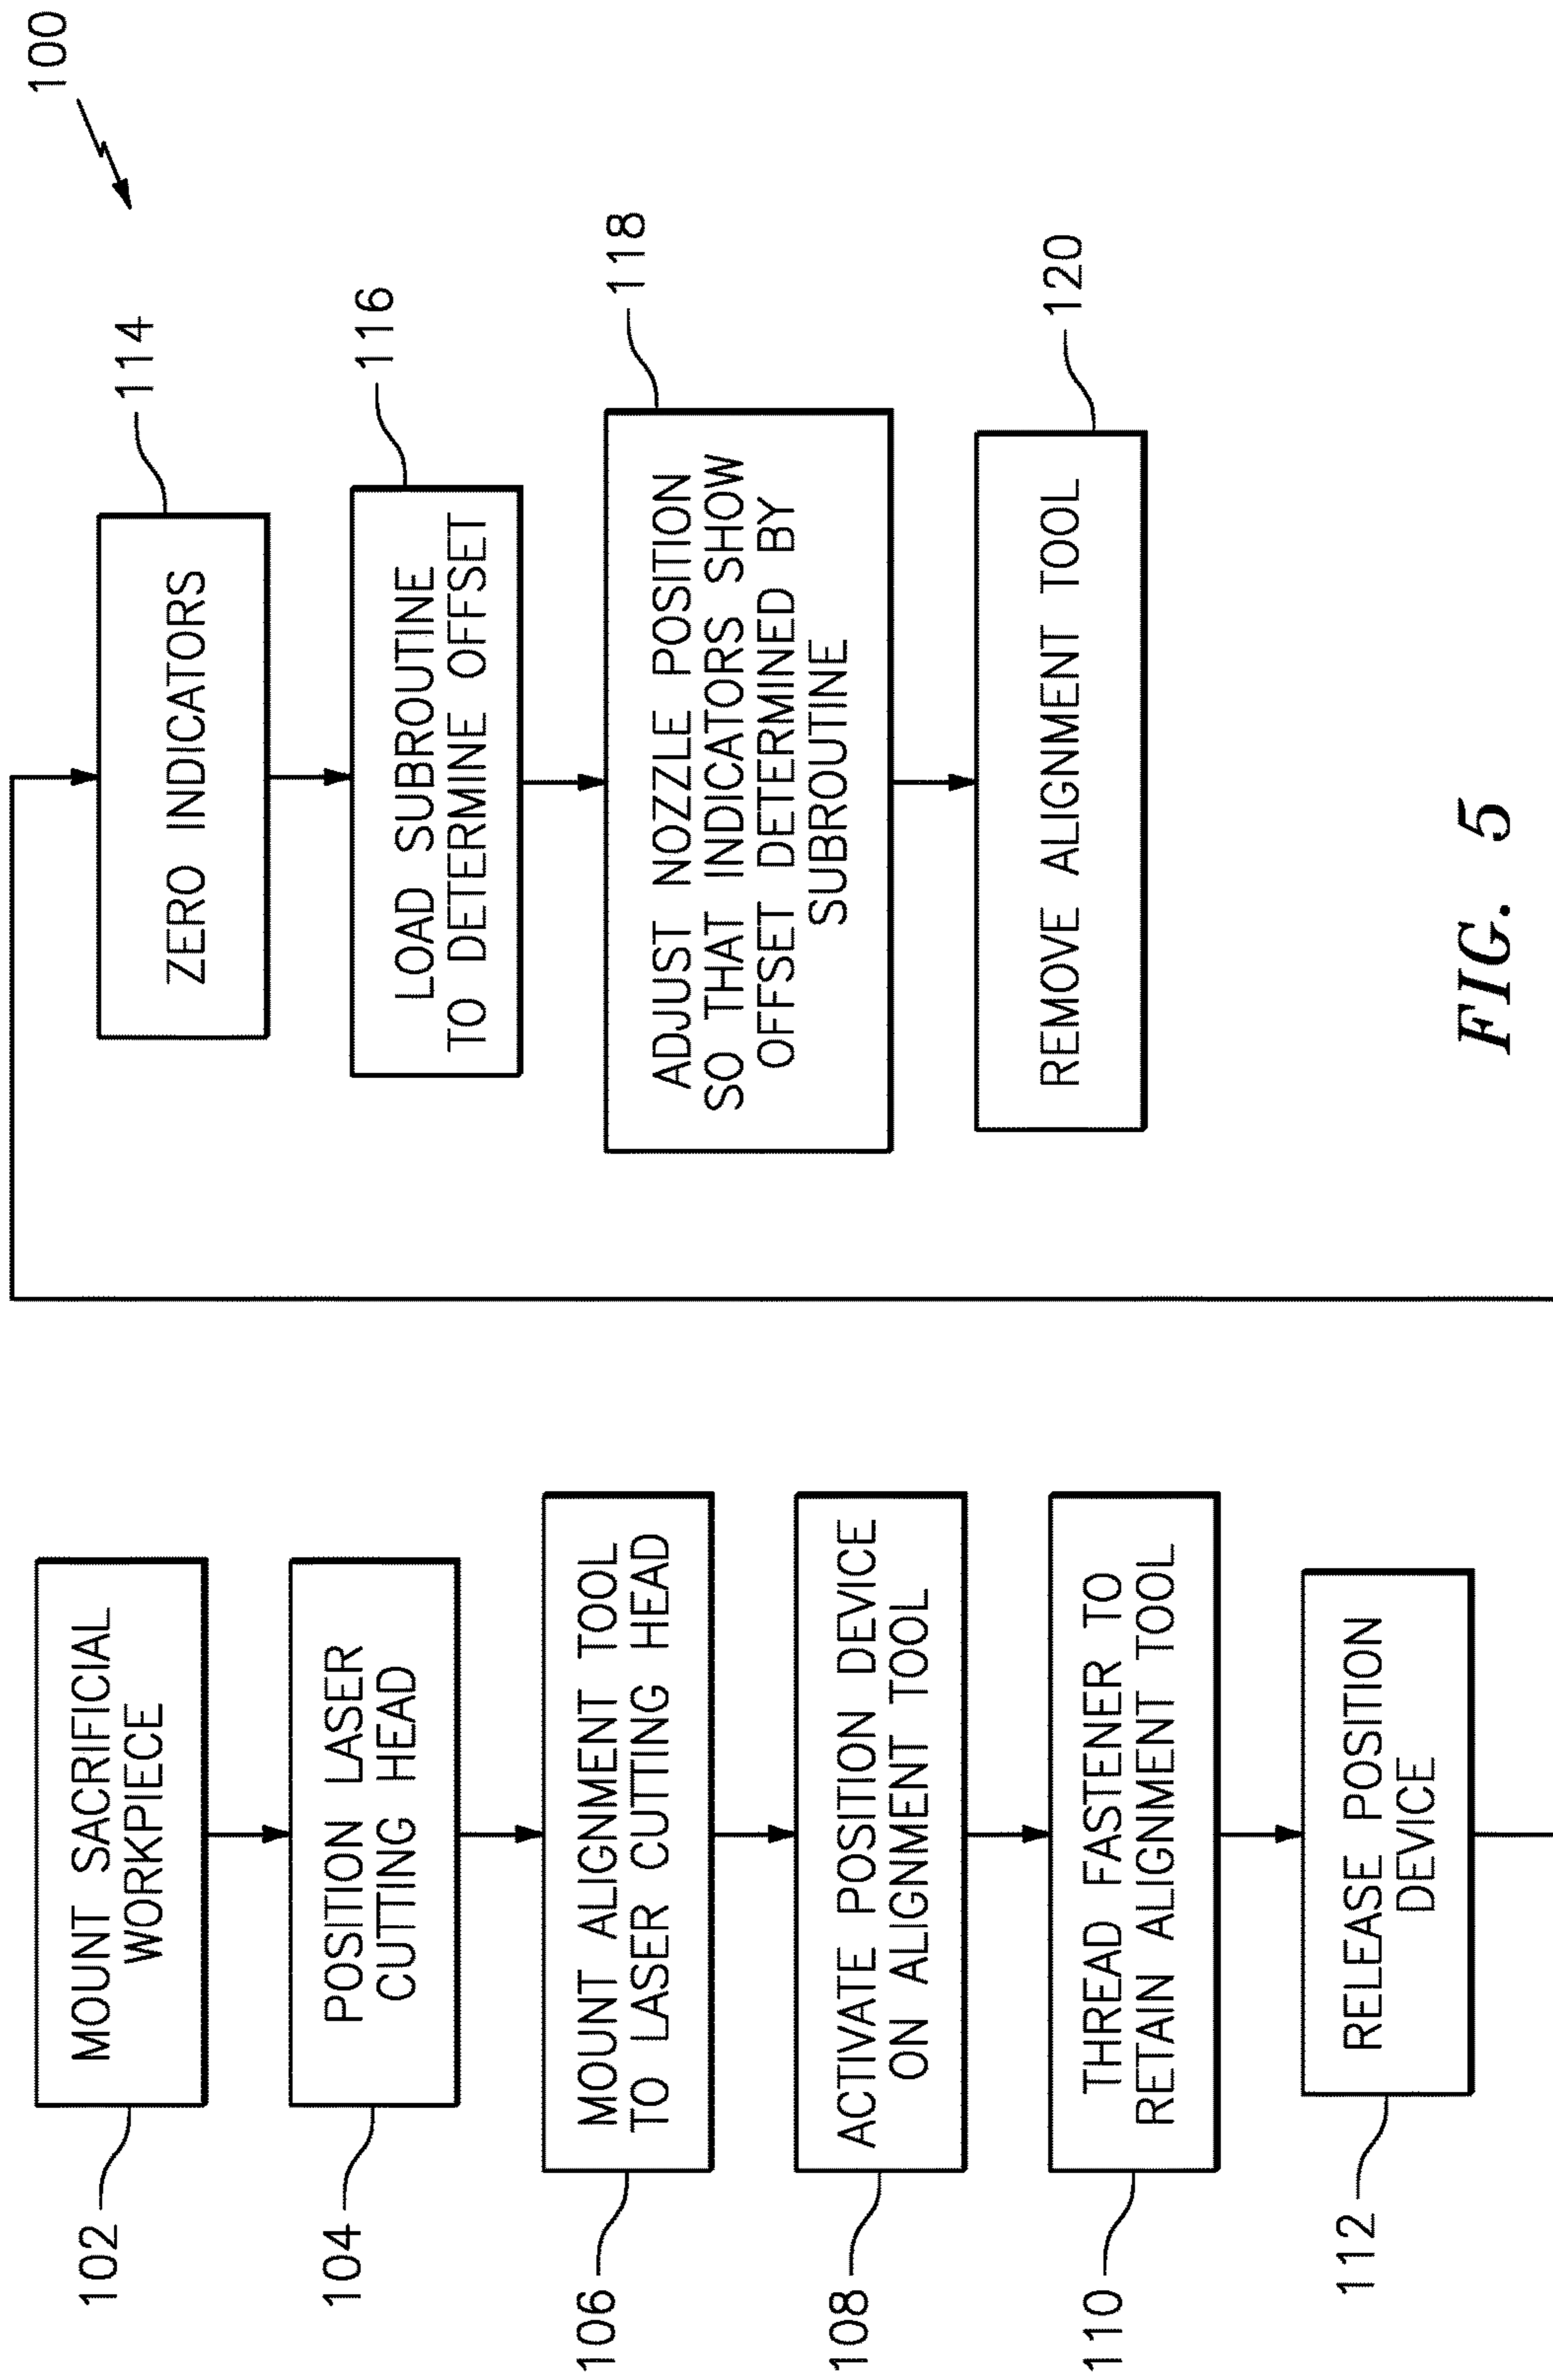 100
102
MOUNT SACRIFICIAL
WORKPIECE
104
POSITION LASER
CUTTING HEAD
106
MOUNT ALIGNMENT TOOL
TO LASER CUTTING HEAD
108
ACTIVATE POSITION DEVICE
ON ALIGNMENT TOOL
110
THREAD FASTENER TO
RETAIN ALIGNMENT TOOL
112
RELEASE POSITION
DEVICE
114
ZERO INDICATORS
116
LOAD SUBROUTINE
TO DETERMINE OFFSET
118
ADJUST NOZZLE POSITION
SO THAT INDICATORS SHOW
OFFSET DETERMINED BY
SUBROUTINE
120
REMOVE ALIGNMENT TOOL
FIG. 5